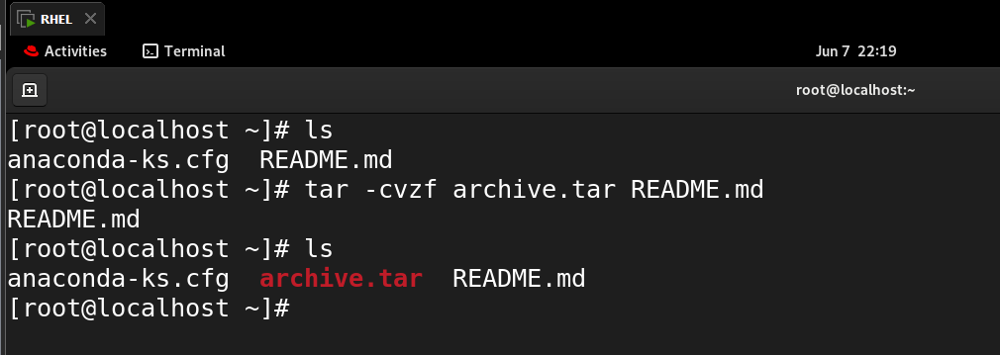 RHEL
Activities Terminal Jun 7 22:19
root@localhost:~
[root@localhost ~]# ls
anaconda-ks.cfg README.md
[root@localhost ~]# tar -cvzf archive.tar README.md
README.md
[root@localhost ~]# ls
anaconda-ks.cfg archive.tar README.md
[root@localhost ~]#